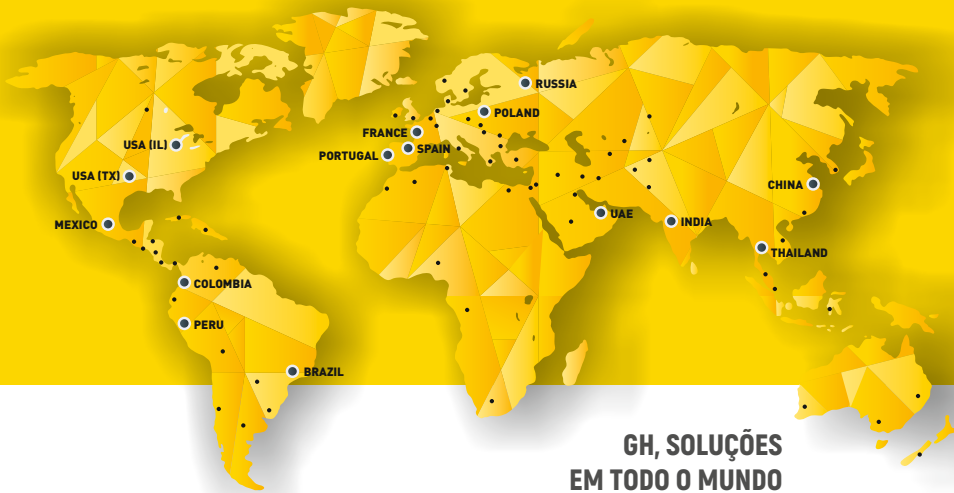 RUSSIA
POLAND
FRANCE
USA (IL)
SPAIN
PORTUGAL
USA (TX)
CHINA
UAE
MEXICO
INDIA
THAILAND
COLOMBIA
PERU
BRAZIL
GH, SOLUÇÕES
EM TODO O MUNDO